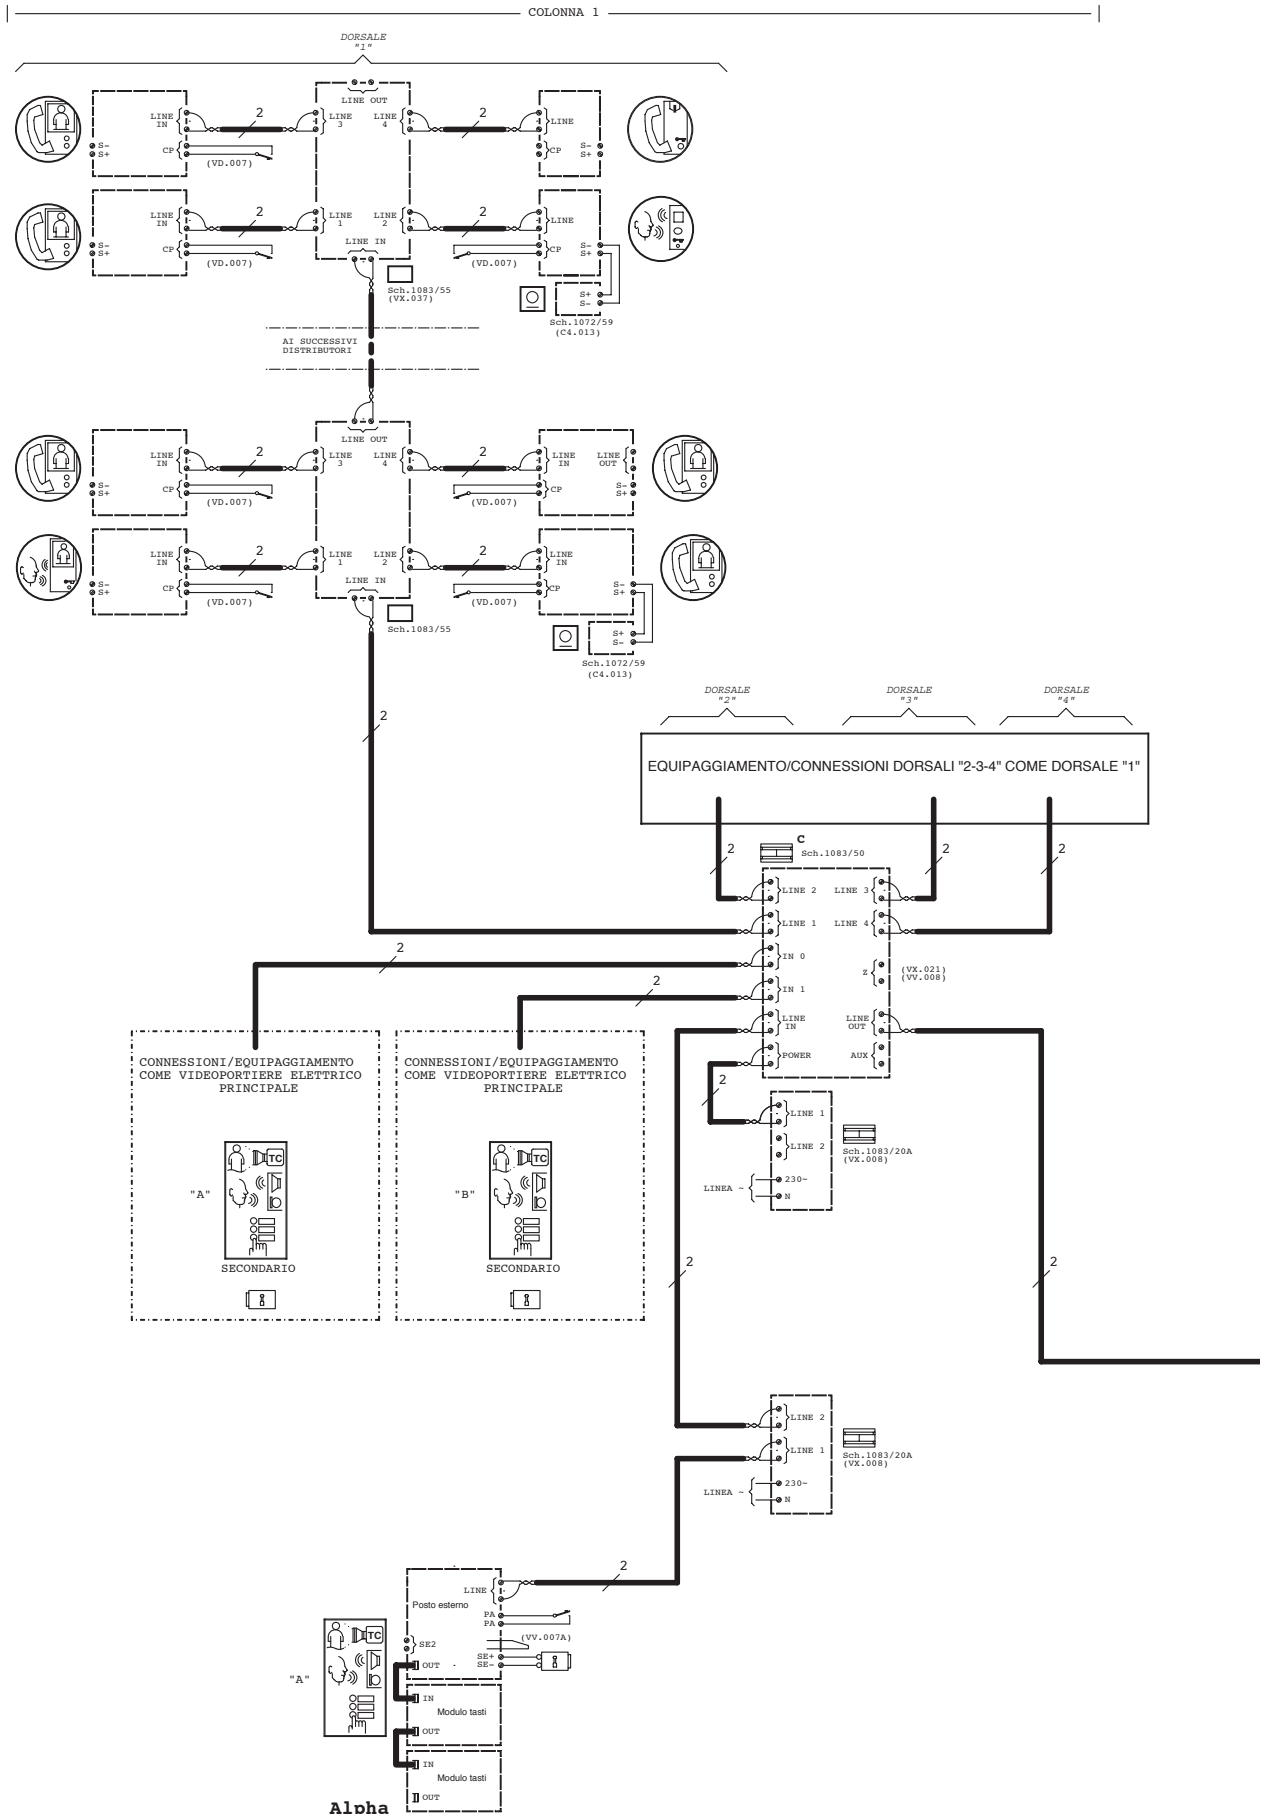 COLONNA 1
DORSALE
"1"
LINE OUT
LINE
IN
2
LINE
3
LINE
4
2
LINE
S-
S+
CP
(VD.007)
CP
S-
S+
LINE
IN
2
LINE
1
LINE
2
2
LINE
LINE IN
S-
S+
CP
(VD.007)
(VD.007)
CP
S-
S+
Sch.1083/55
(VX.037)
S+
S-
Sch.1072/59
(C4.013)
AI SUCCESSIVI
DISTRIBUTORI
LINE OUT
LINE
IN
2
LINE
3
LINE
4
2
LINE
IN
LINE
OUT
S-
S+
CP
(VD.007)
(VD.007)
CP
S-
S+
LINE
IN
2
LINE
1
LINE
2
2
LINE
IN
LINE IN
S-
S+
CP
(VD.007)
(VD.007)
CP
S-
S+
Sch.1083/55
S+
S-
Sch.1072/59
(C4.013)
2
DORSALE
"2"
DORSALE
"3"
DORSALE
"4"
EQUIPAGGIAMENTO/CONNESSIONI DORSALI "2-3-4" COME DORSALE "1"
C
Sch.1083/50
2
2
2
LINE 2
LINE 3
LINE 1
LINE 4
2
IN 0
Z
(VX.021)
(VV.008)
2
IN 1
LINE
IN
LINE
OUT
POWER
AUX
2
CONNESSIONI/EQUIPAGGIAMENTO
COME VIDEOPORTIERE ELETTRICO
PRINCIPALE
CONNESSIONI/EQUIPAGGIAMENTO
COME VIDEOPORTIERE ELETTRICO
PRINCIPALE
LINE 1
LINE 2
Sch.1083/20A
(VX.008)
LINEA ~
230~
N
TC
"A"
SECONDARIO
TC
"B"
SECONDARIO
2
2
LINE 2
LINE 1
Sch.1083/20A
(VX.008)
LINEA ~
230~
N
2
LINE
Posto esterno
PA
PA
(VV.007A)
SE2
SE+
SE-
OUT
TC
"A"
IN
Modulo tasti
OUT
IN
Modulo tasti
OUT
Alpha